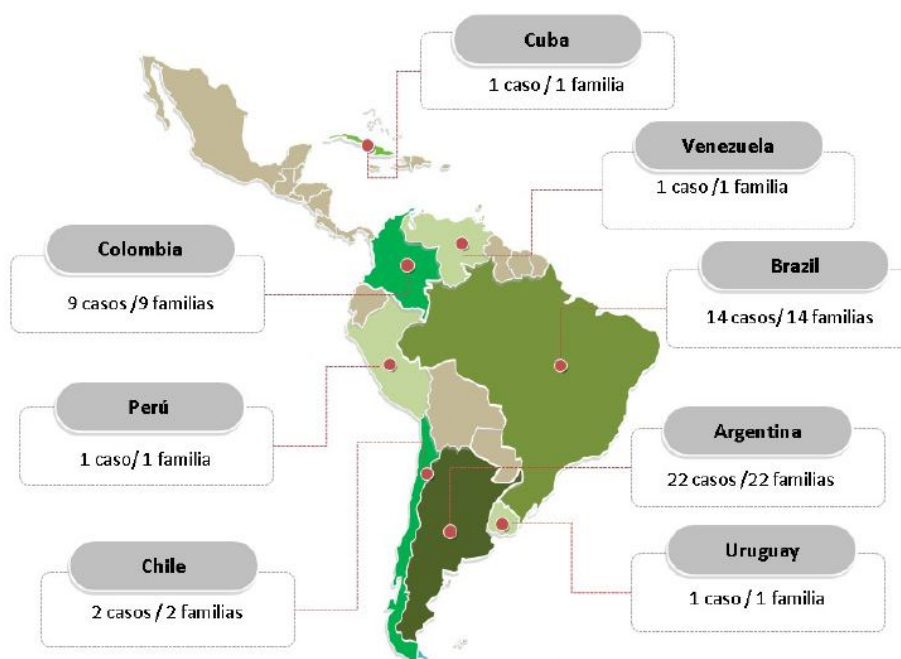 Cuba
1 caso / 1 familia
Venezuela
1 caso /1 familia
Colombia
9 casos /9 familias
Brazil
14 casos/ 14 familias
Perú
1 caso/ 1 familia
Argentina
22 casos /22 familias
Chile
2 casos / 2 familias
Uruguay
1 caso/ 1 familia